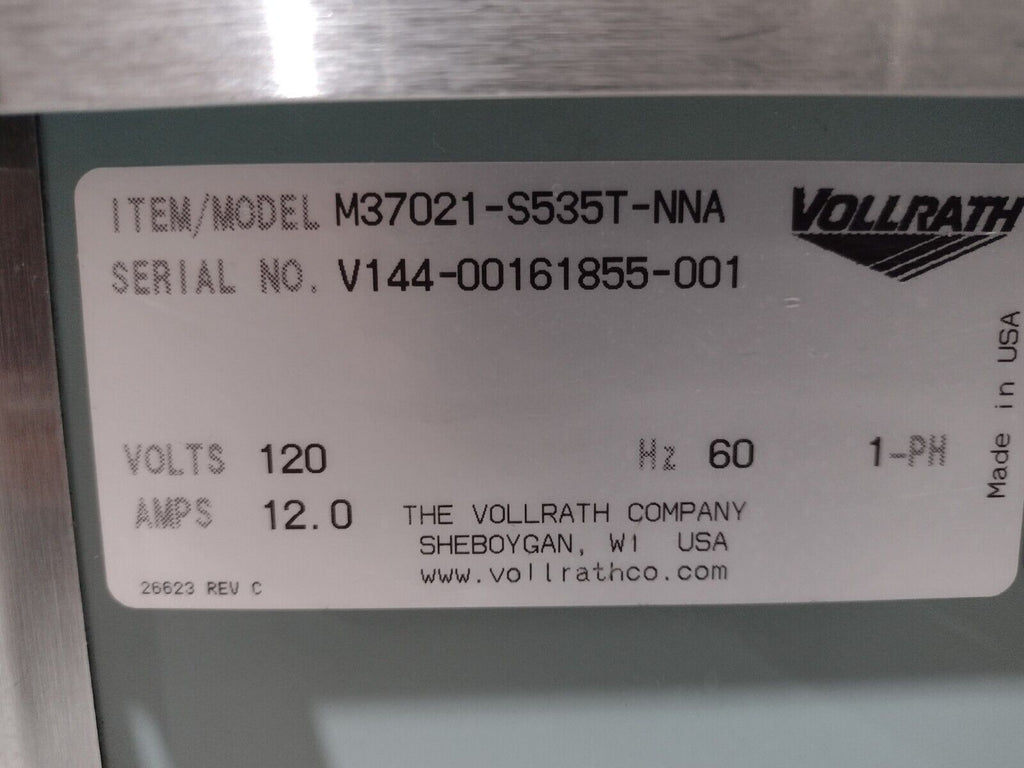 ITEM/MODEL M37021-S535T-NNA
VOLLRATH
SERIAL NO. V144-00161855-001
Made in USA
VOLTS 120 Hz 60 1-PH
AMPS 12.0
THE VOLLRATH COMPANY
SHEBOYGAN, WI USA
www.vollrathco.com
26623 REV C